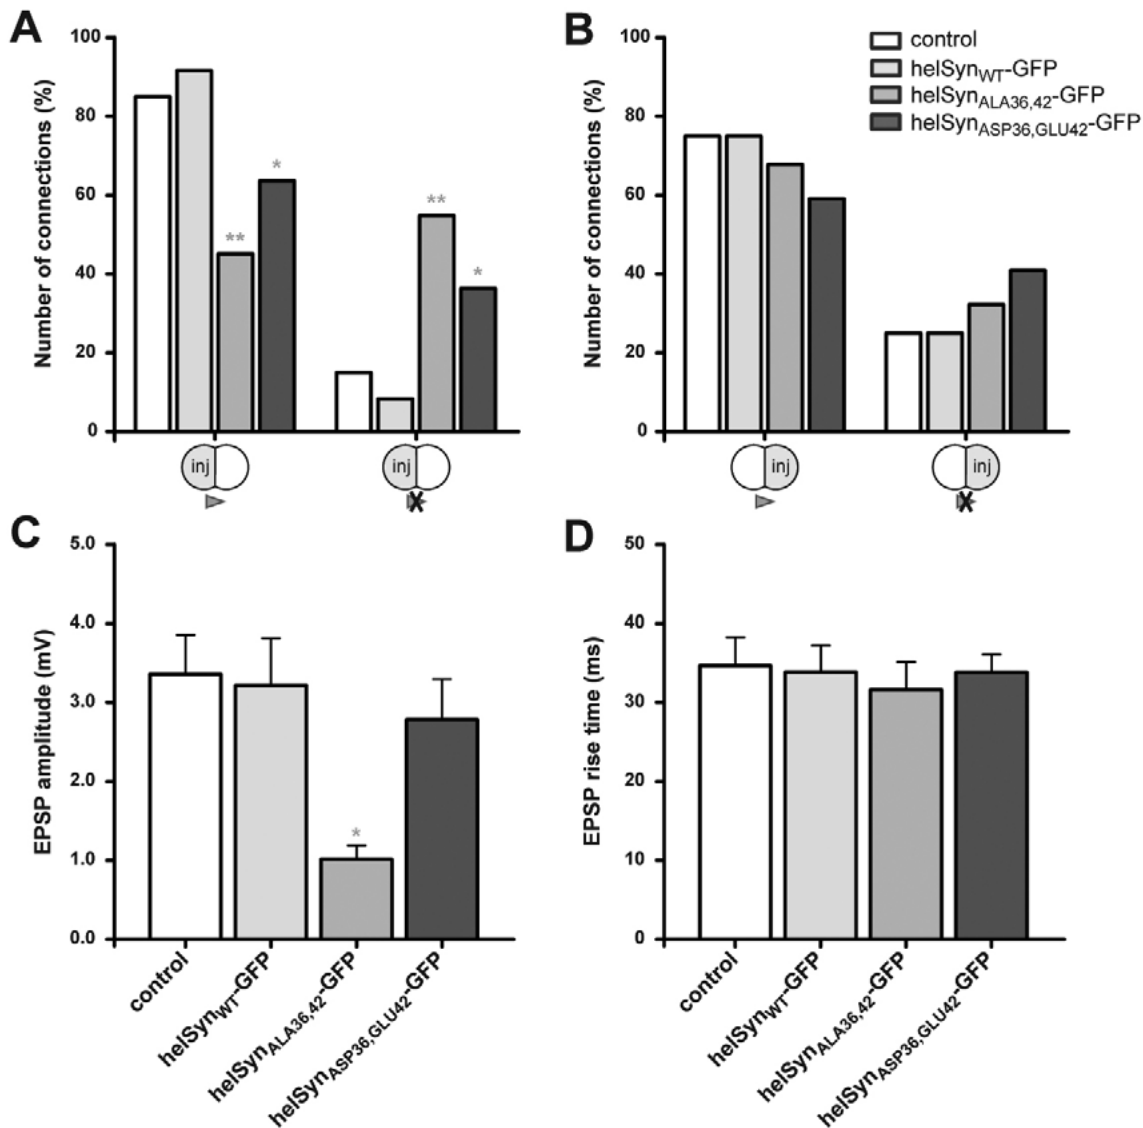 A
Number of connections (%)
100
80
60
40
20
0
**
*
**
*
inj
inj
X
B
Number of connections (%)
100
80
60
40
20
0
control
helSynWT-GFP
helSynALA36,42-GFP
helSynASP36,GLU42-GFP
inj
inj
X
C
EPSP amplitude (mV)
5.0
4.0
3.0
2.0
1.0
0.0
*
control
helSynWT-GFP
helSynALA36,42-GFP
helSynASP36,GLU42-GFP
D
EPSP rise time (ms)
50
40
30
20
10
0
control
helSynWT-GFP
helSynALA36,42-GFP
helSynASP36,GLU42-GFP